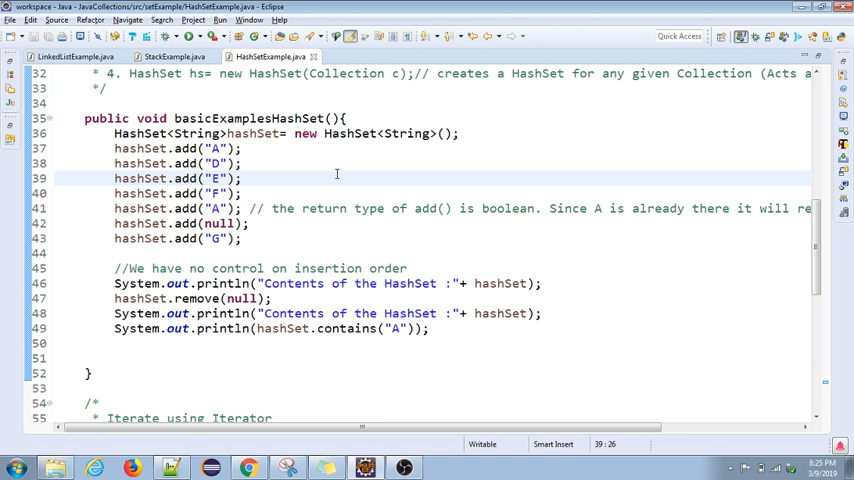 workspace - Java - JavaCollections/src/setExample/HashSetExample.java - Eclipse
File Edit Source Refactor Navigate Search Project Run Window Help
Quick Access
LinkedListExample.java StackExample.java HashSetExample.java
32 * 4. HashSet hs= new HashSet(Collection c);// creates a HashSet for any given Collection (Acts a
33 */
34
35 public void basicExamplesHashSet(){
36 HashSet<String>hashSet= new HashSet<String>();
37 hashSet.add("A");
38 hashSet.add("D");
39 hashSet.add("E");
40 hashSet.add("F");
41 hashSet.add("A"); // the return type of add() is boolean. Since A is already there it will re
42 hashSet.add(null);
43 hashSet.add("G");
44
45 //We have no control on insertion order
46 System.out.println("Contents of the HashSet :"+ hashSet);
47 hashSet.remove(null);
48 System.out.println("Contents of the HashSet :"+ hashSet);
49 System.out.println(hashSet.contains("A"));
50
51
52 }
53
54 /*
55 * Iterate using Iterator
Writable Smart Insert 39 : 26
8:25 PM
3/9/2019